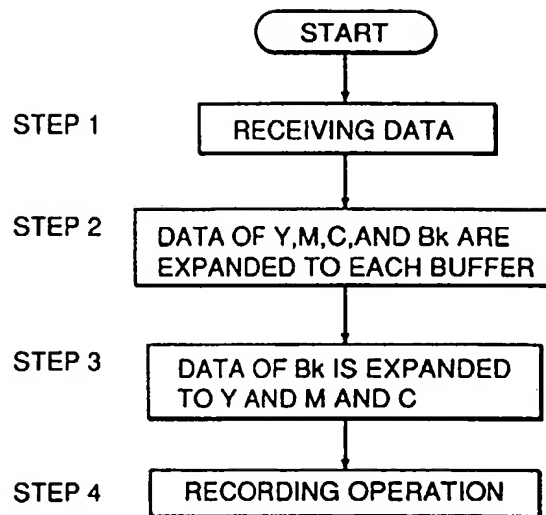 START
STEP 1
RECEIVING DATA
STEP 2
DATA OF Y,M,C,AND Bk ARE
EXPANDED TO EACH BUFFER
STEP 3
DATA OF Bk IS EXPANDED
TO Y AND M AND C
STEP 4
RECORDING OPERATION